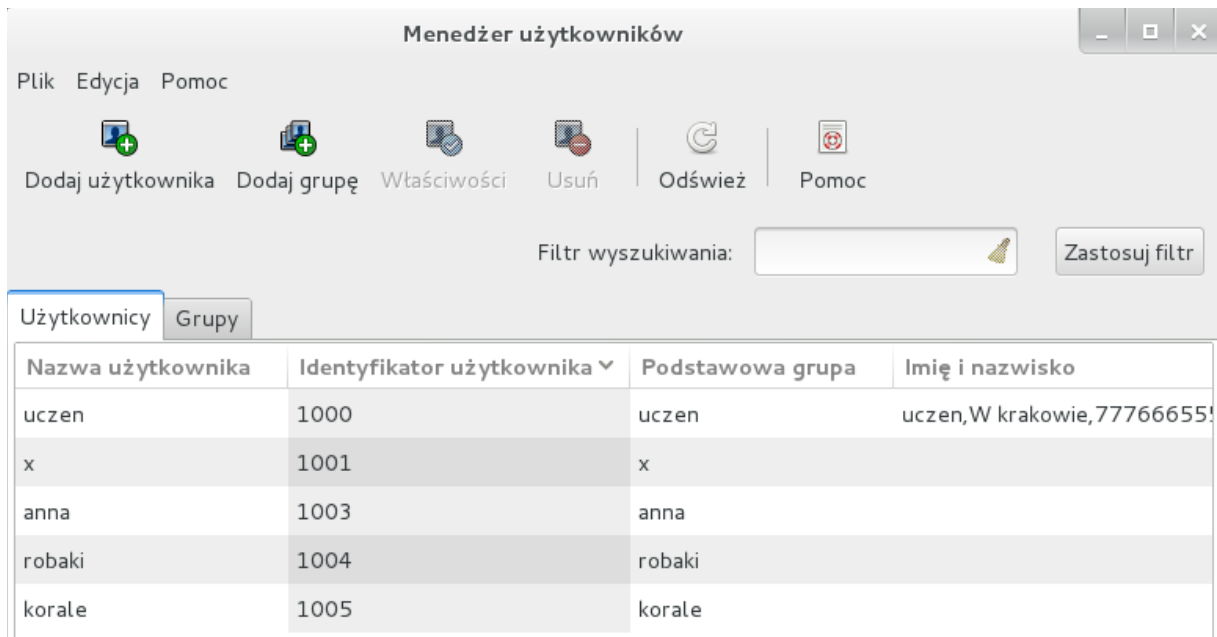 Menedżer użytkowników
Plik Edycja Pomoc
Dodaj użytkownika Dodaj grupę Właściwości Usuń Odśwież Pomoc
Filtr wyszukiwania: Zastosuj filtr
Użytkownicy Grupy
Nazwa użytkownika Identyfikator użytkownika Podstawowa grupa Imię i nazwisko
uczen 1000 uczen uczen,W krakowie,777666555
x 1001 x
anna 1003 anna
robaki 1004 robaki
korale 1005 korale